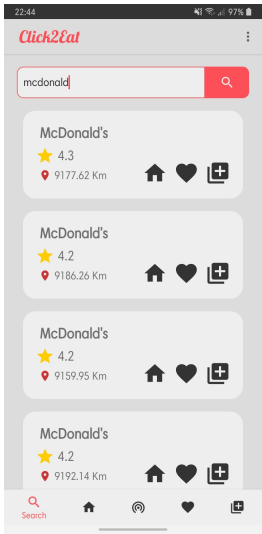 22:44
97%
Click2Eat
mcdonald
McDonald's
4.3
9177.62 Km
McDonald's
4.2
9186.26 Km
McDonald's
4.2
9159.95 Km
McDonald's
4.2
9192.14 Km
Search